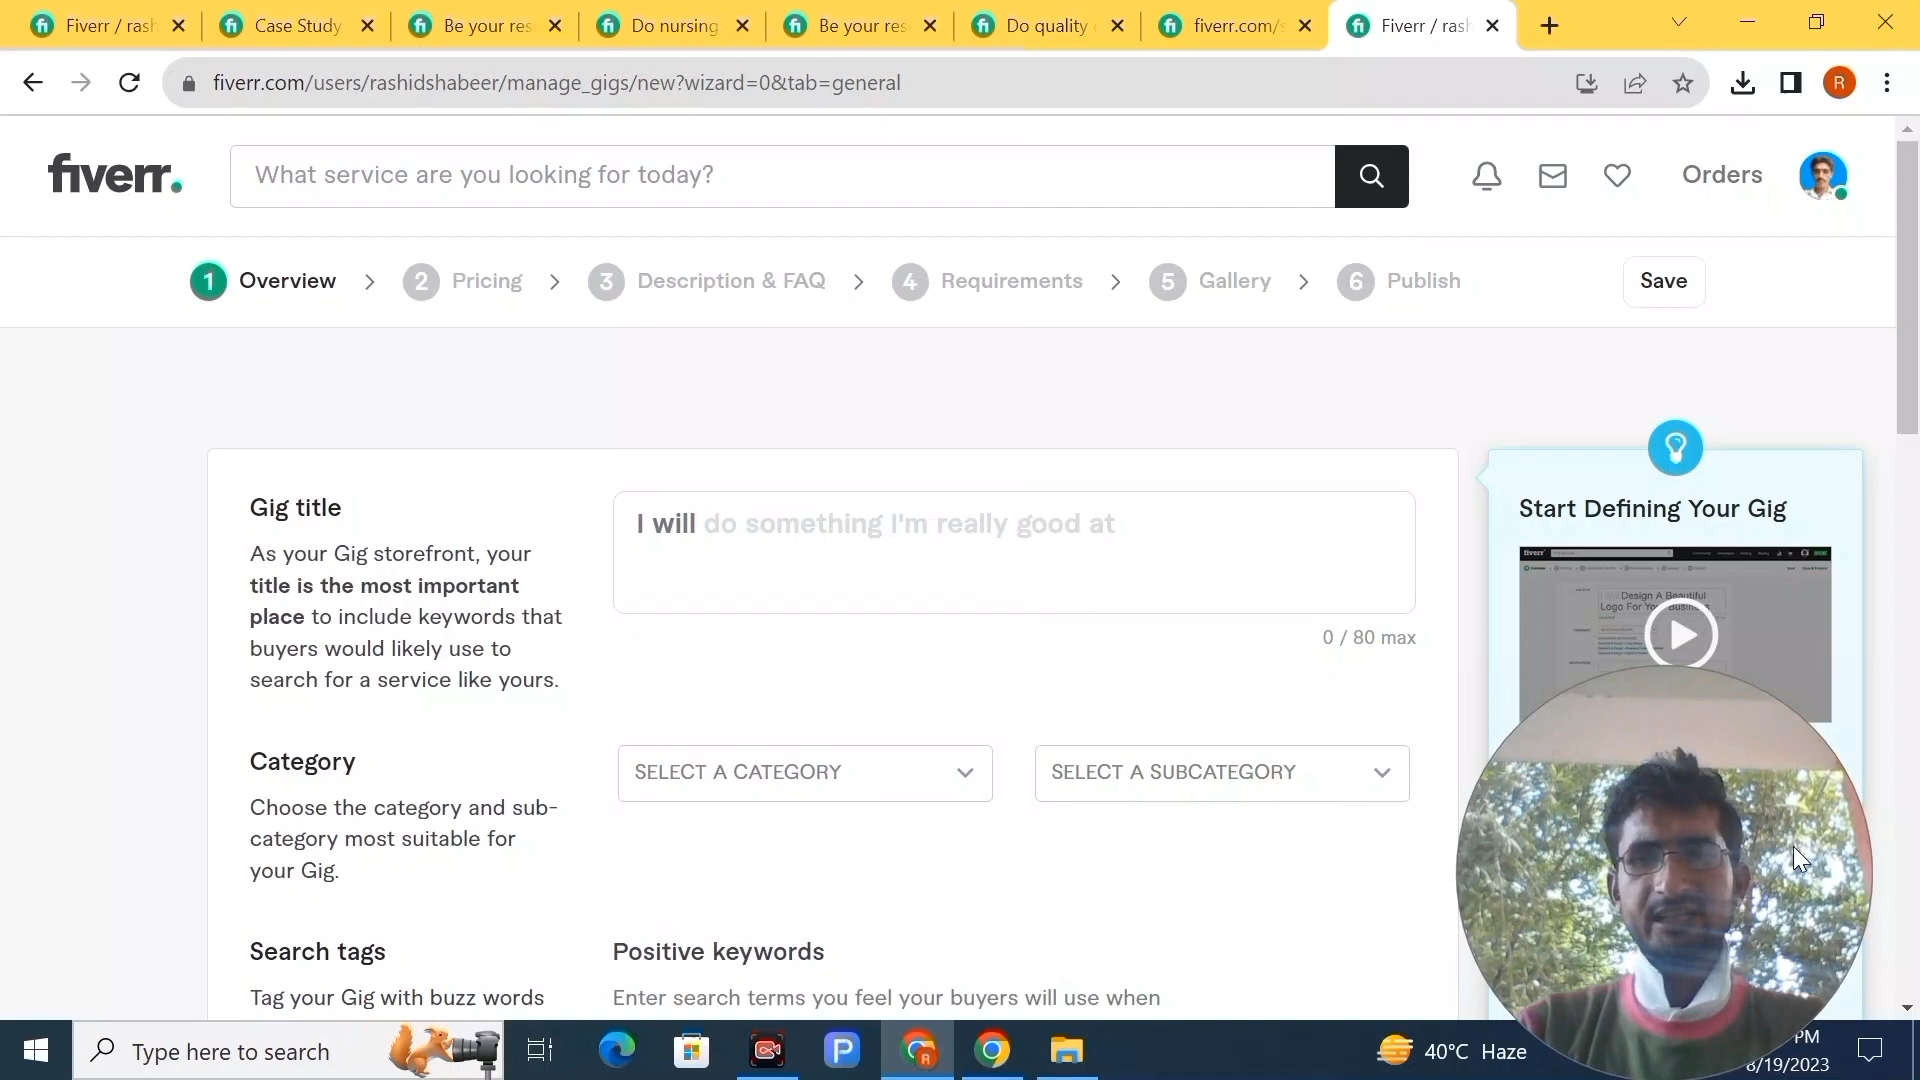 Fiverr / rash
Case Study
Be your res
Do nursing
Be your res
Do quality
fiverr.com/s
Fiverr / rash
fiverr.com/users/rashidshabeer/manage_gigs/new?wizard=0&tab=general
R
fiverr.
What service are you looking for today?
Orders
1 Overview
2 Pricing
3 Description & FAQ
4 Requirements
5 Gallery
6 Publish
Save
Gig title
As your Gig storefront, your
title is the most important
place to include keywords that
buyers would likely use to
search for a service like yours.
I will do something I'm really good at
0 / 80 max
Start Defining Your Gig
fiverr
Design A Beautiful
Logo For Your Business
Category
Choose the category and sub-
category most suitable for
your Gig.
SELECT A CATEGORY
SELECT A SUBCATEGORY
Search tags
Tag your Gig with buzz words
Positive keywords
Enter search terms you feel your buyers will use when
Type here to search
40°C Haze
PM
8/19/2023